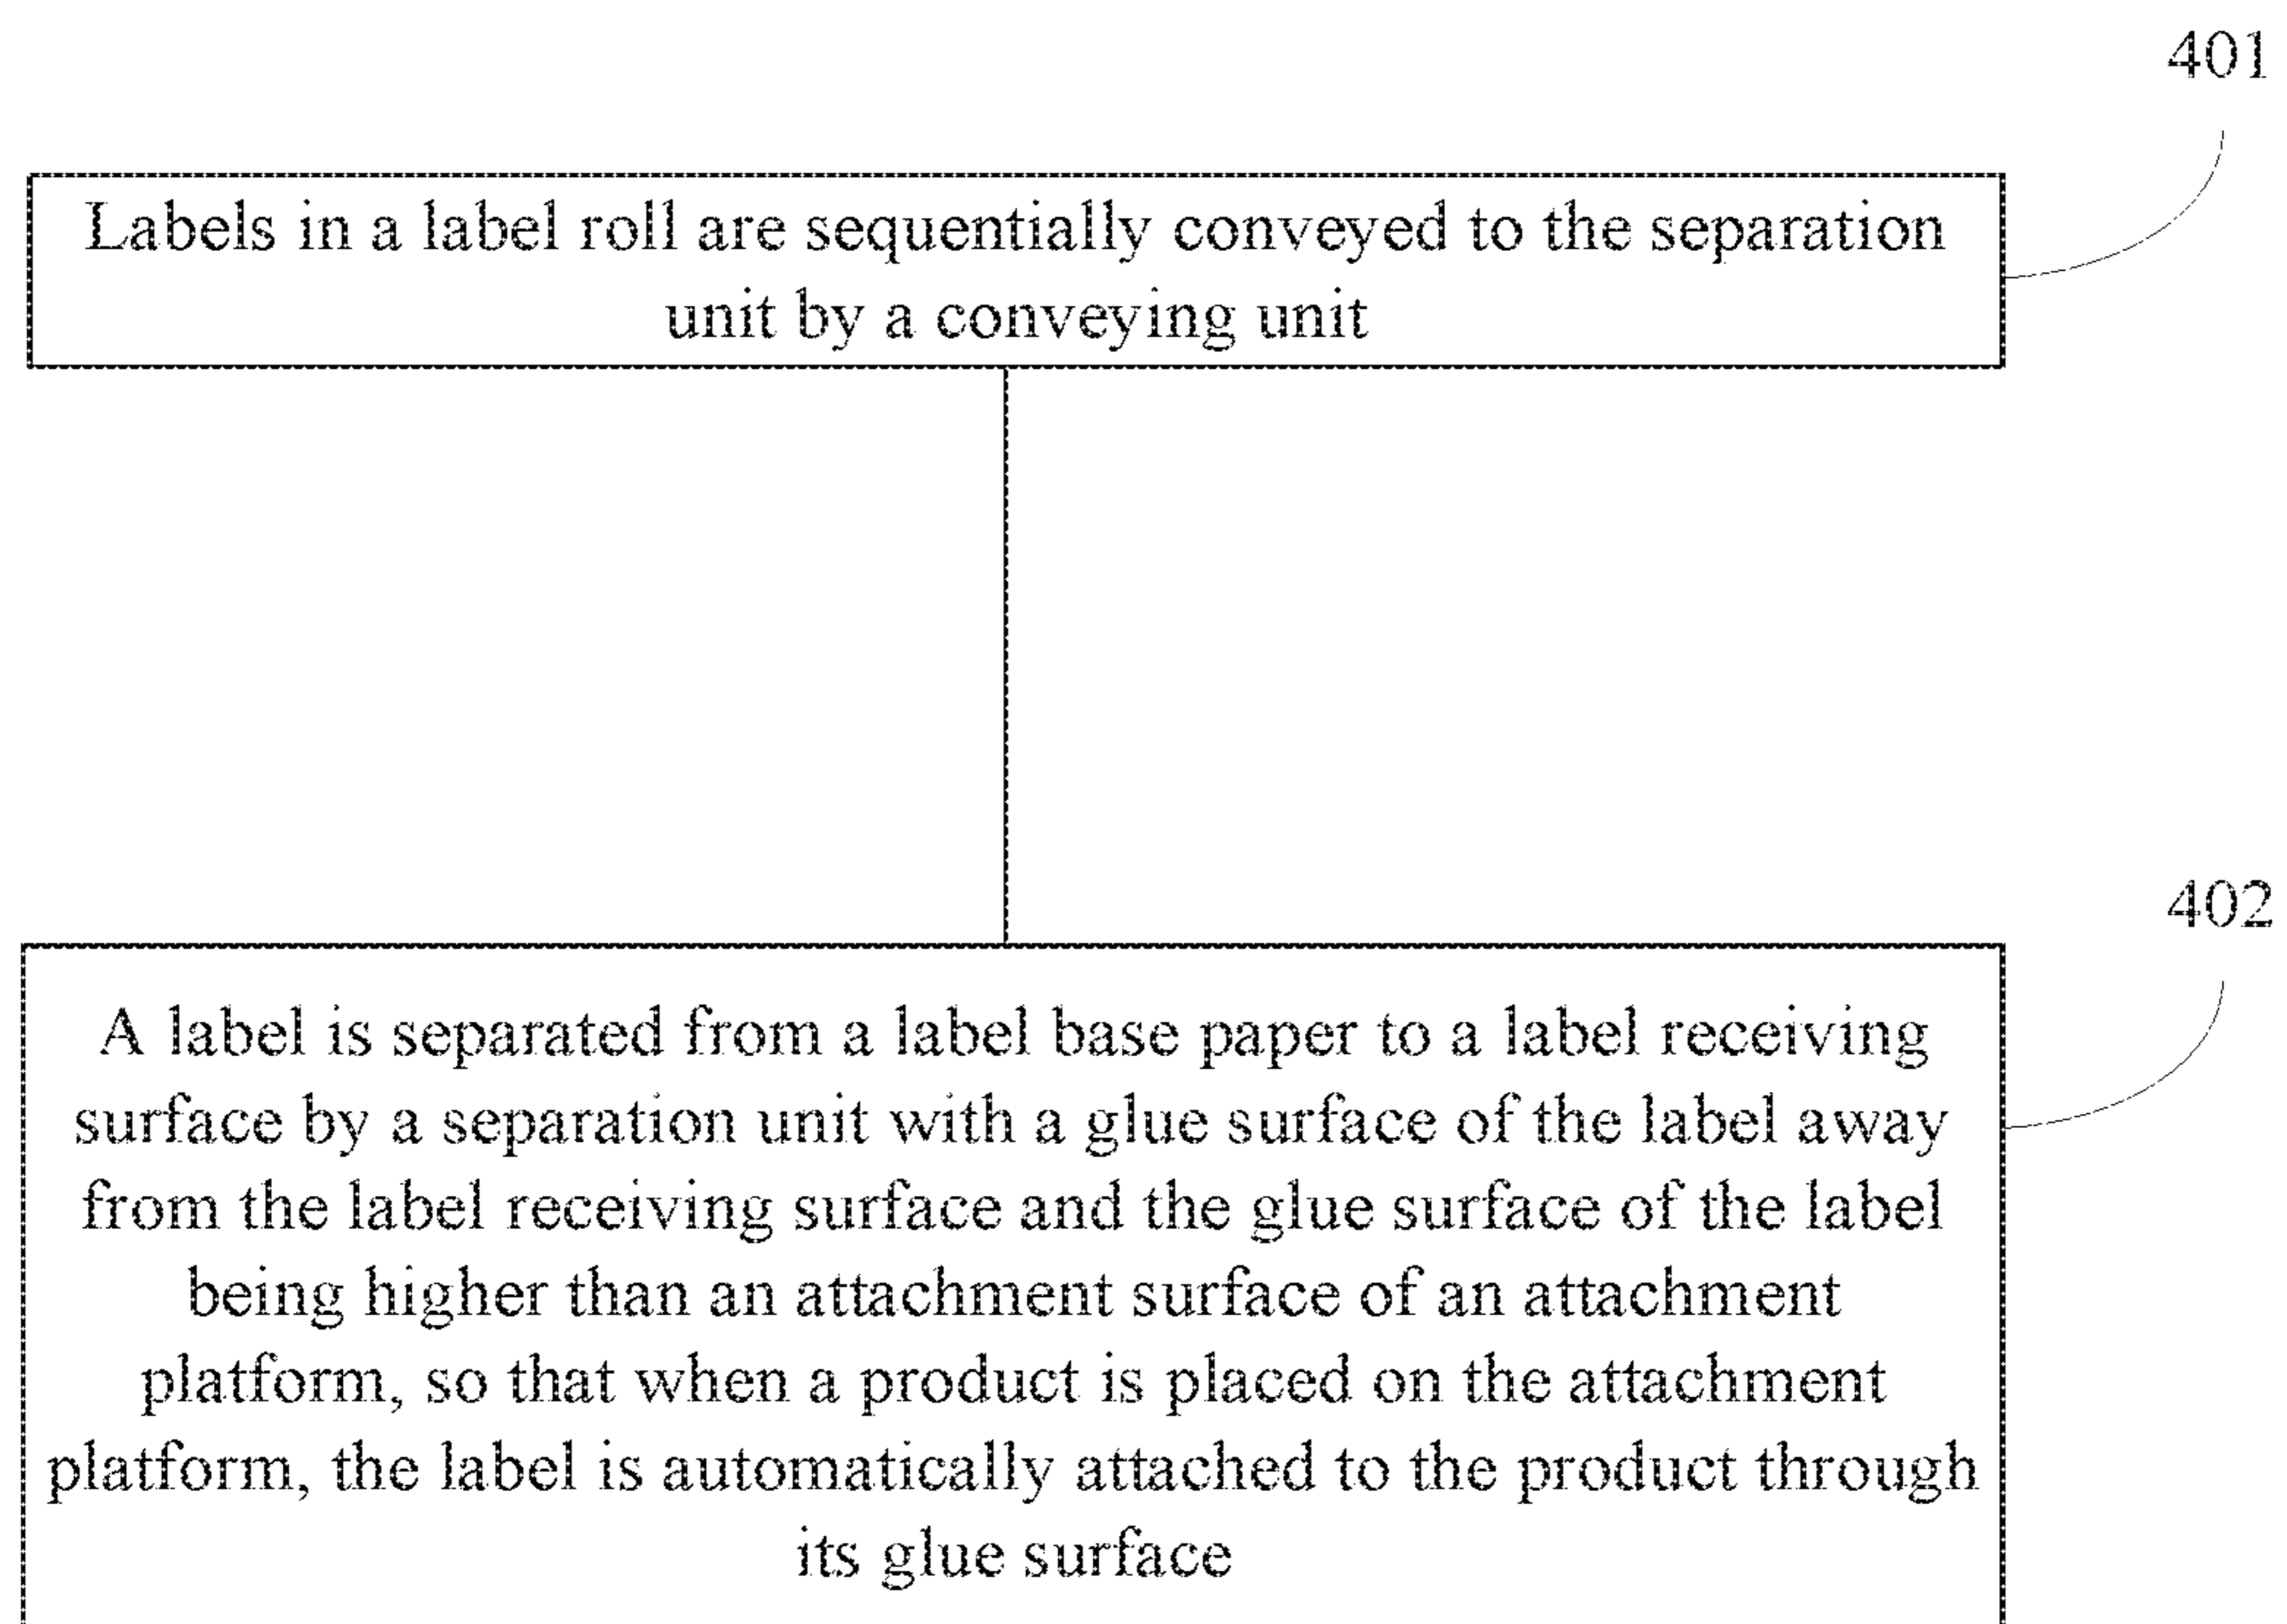 401
Labels in a label roll are sequentially conveyed to the separation
unit by a conveying unit
402
A label is separated from a label base paper to a label receiving
surface by a separation unit with a glue surface of the label away
from the label receiving surface and the glue surface of the label
being higher than an attachment surface of an attachment
platform, so that when a product is placed on the attachment
platform, the label is automatically attached to the product through
its glue surface